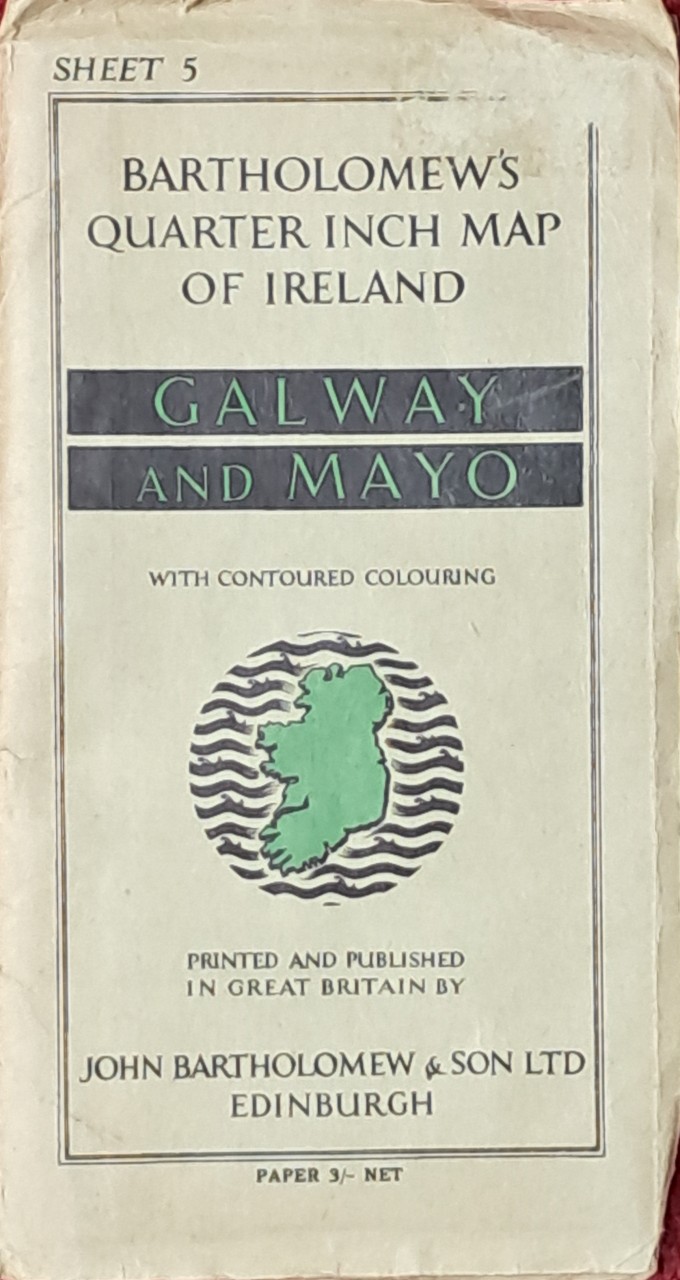 SHEET 5
BARTHOLOMEW'S
QUARTER INCH MAP
OF IRELAND
GALWAY
AND MAYO
WITH CONTOURED COLOURING
PRINTED AND PUBLISHED
IN GREAT BRITAIN BY
JOHN BARTHOLOMEW & SON LTD
EDINBURGH
PAPER 3/- NET